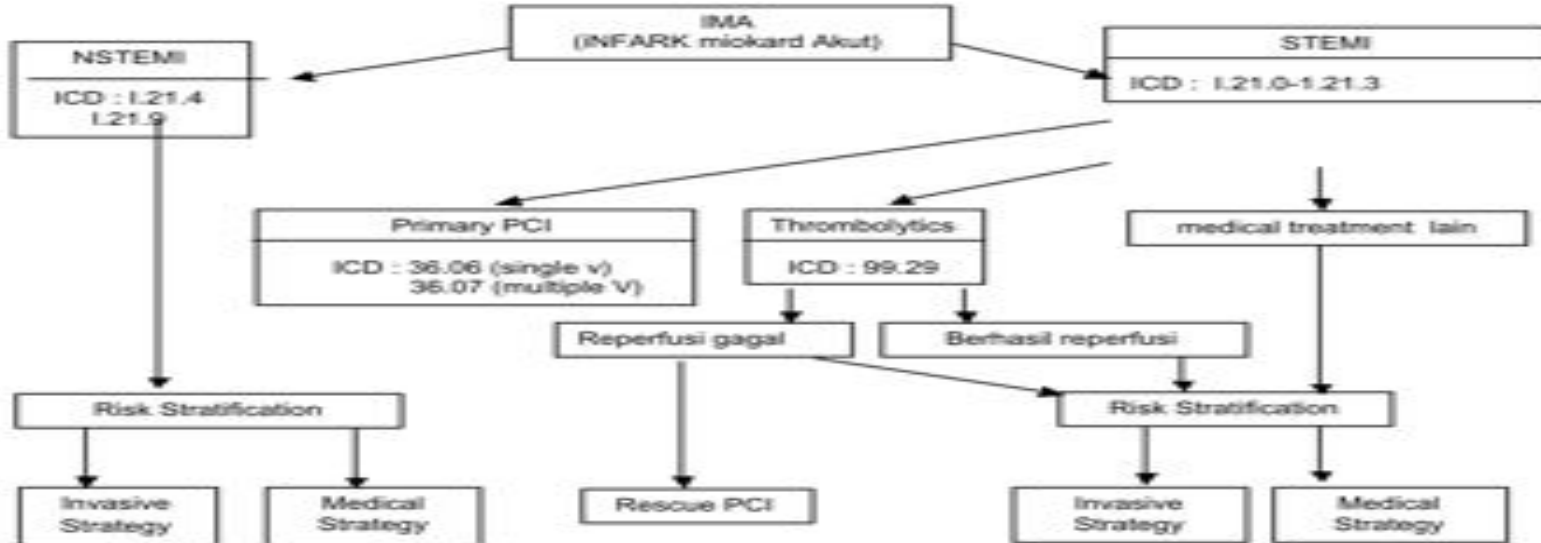 IMA
(iNFARK miokard Akut)
NSTEMII
ICD : I.21.4
I.21.9
STEMI
ICD : I.21.0-1.21.3
Primary PCI
ICD : 36.06 (single v)
36.07 (multiple V)
Thrombolytics
ICD : 99.29
medical treatment lain
Reperfusi gagal
Berhasil reperfusi
Risk Stratification
Risk Stratification
Invasive
Strategy
Medical
Strategy
Rescue PCI
Invasive
Strategy
Medical
Strategy